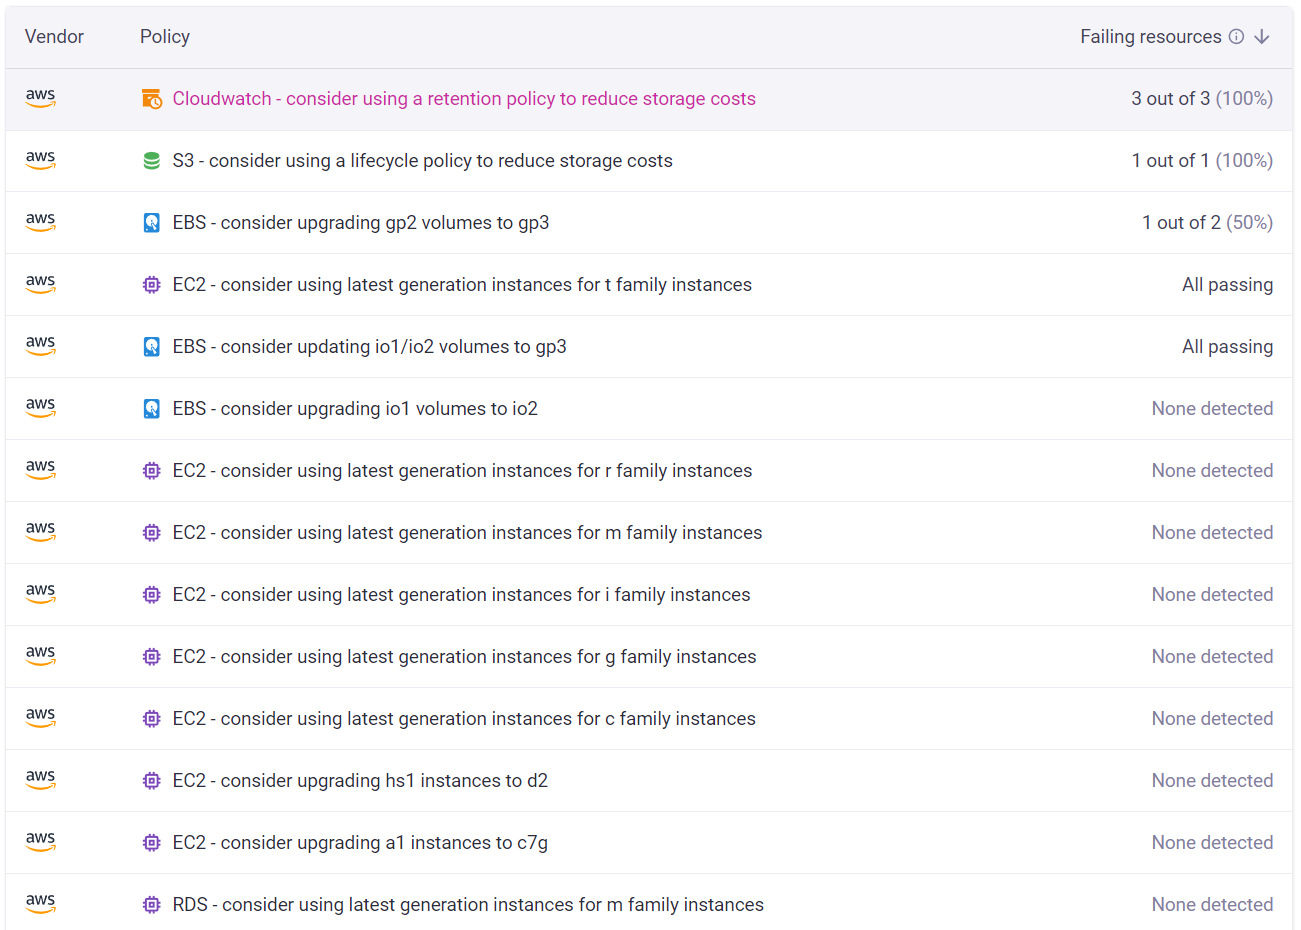 Vendor Policy Failing resources
aws Cloudwatch - consider using a retention policy to reduce storage costs 3 out of 3 (100%)
aws S3 - consider using a lifecycle policy to reduce storage costs 1 out of 1 (100%)
aws EBS - consider upgrading gp2 volumes to gp3 1 out of 2 (50%)
aws EC2 - consider using latest generation instances for t family instances All passing
aws EBS - consider updating io1/io2 volumes to gp3 All passing
aws EBS - consider upgrading io1 volumes to io2 None detected
aws EC2 - consider using latest generation instances for r family instances None detected
aws EC2 - consider using latest generation instances for m family instances None detected
aws EC2 - consider using latest generation instances for i family instances None detected
aws EC2 - consider using latest generation instances for g family instances None detected
aws EC2 - consider using latest generation instances for c family instances None detected
aws EC2 - consider upgrading hs1 instances to d2 None detected
aws EC2 - consider upgrading a1 instances to c7g None detected
aws RDS - consider using latest generation instances for m family instances None detected